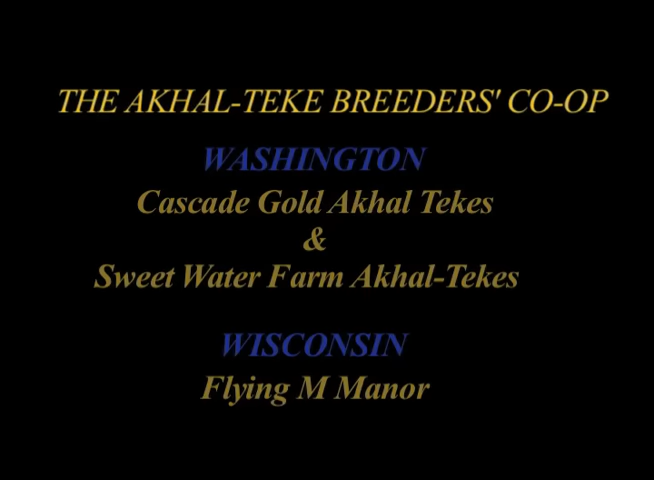 THE AKHAL-TEKE BREEDERS' CO-OP
WASHINGTON
Cascade Gold Akhal Tekes
&
Sweet Water Farm Akhal-Tekes
WISCONSIN
Flying M Manor